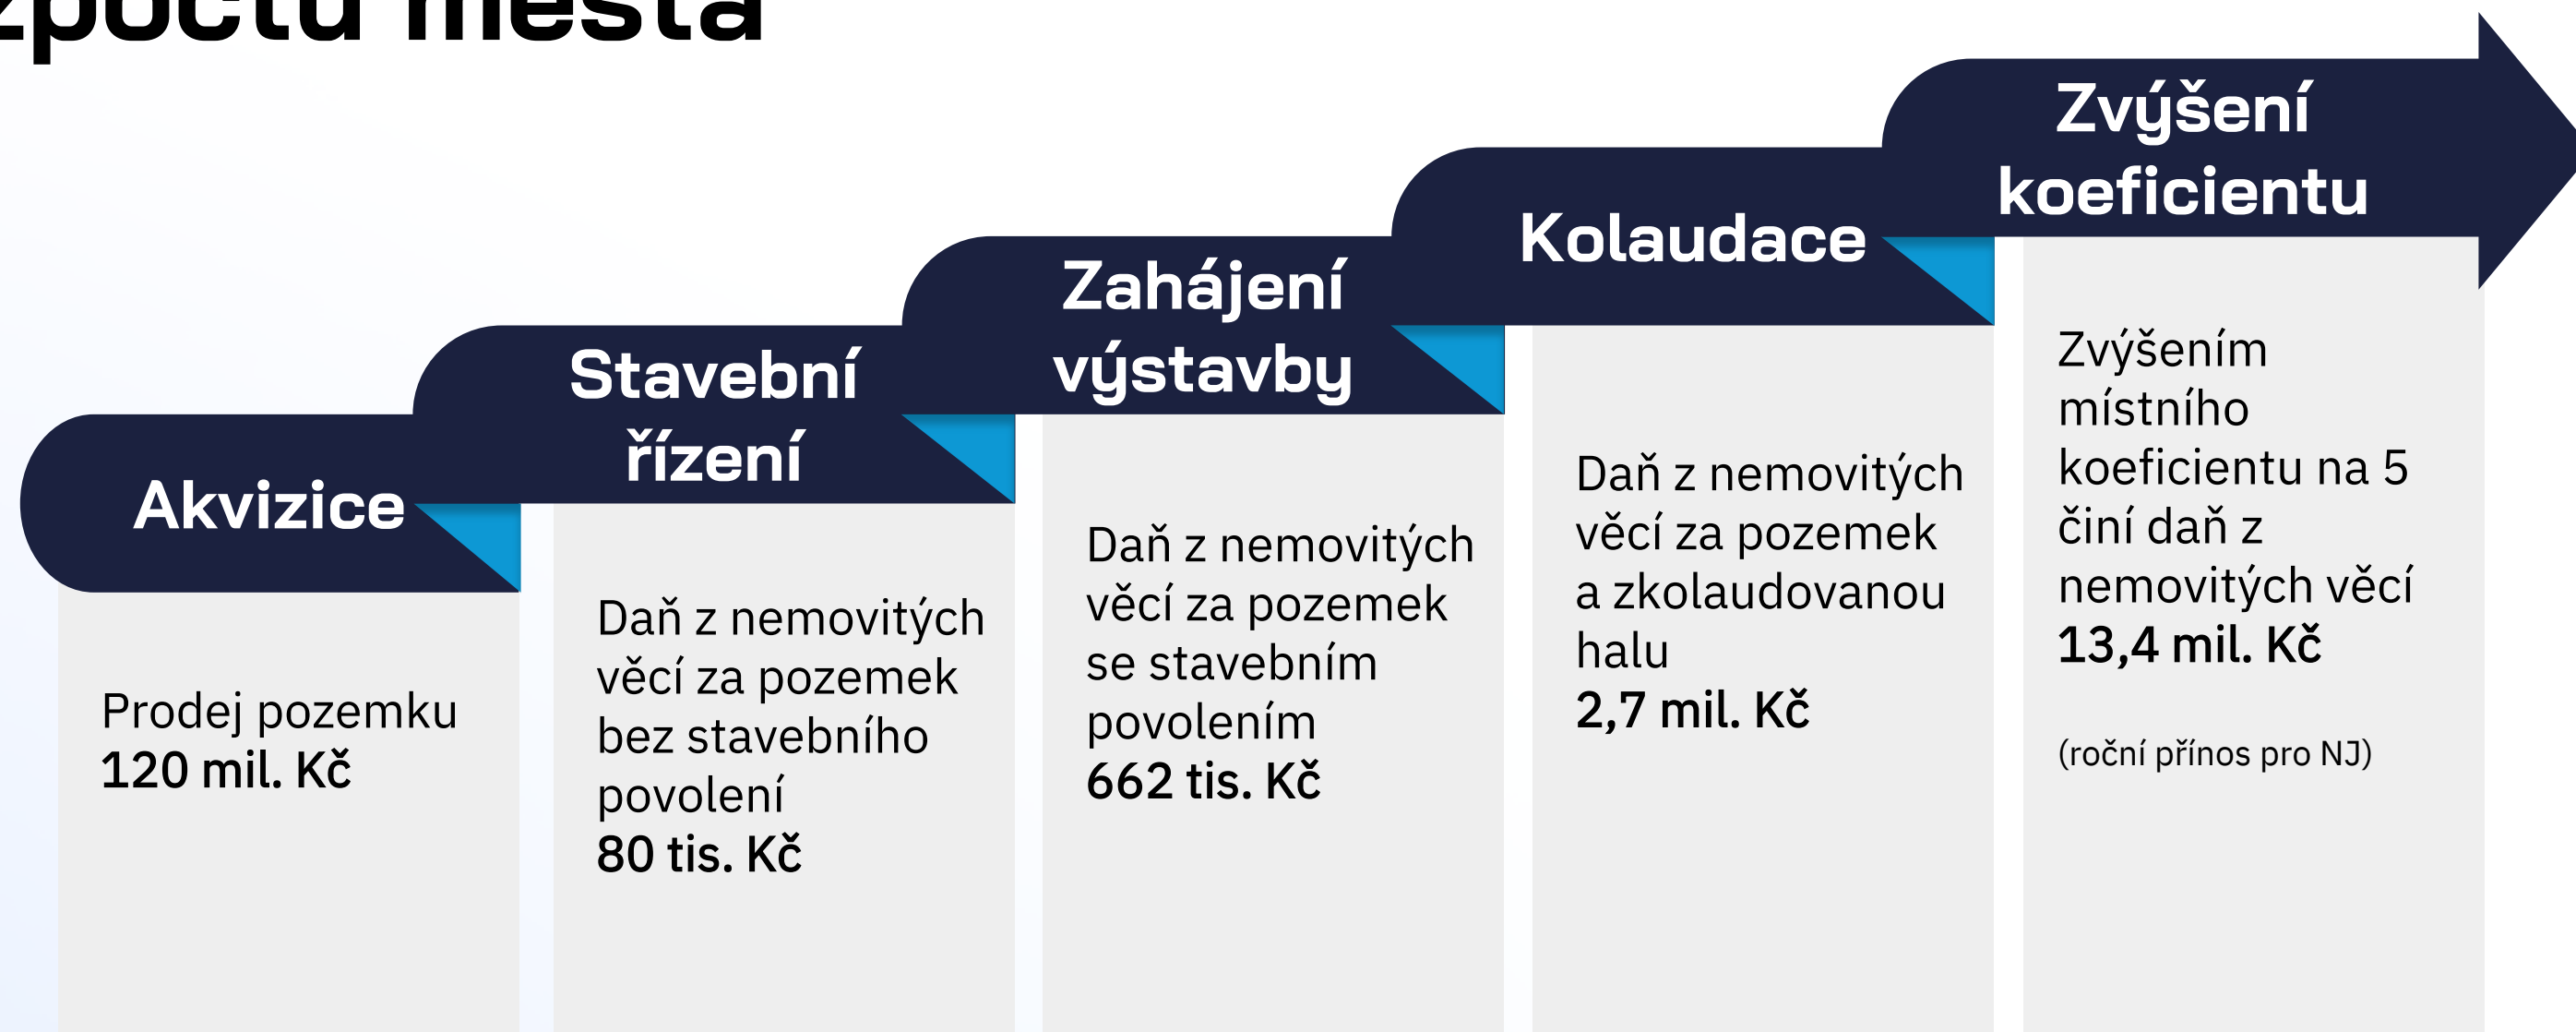 města
Akvizice
Prodej pozemku
120 mil. Kč
Stavební
řízení
Daň z nemovitých
věcí za pozemek
bez stavebního
povolení
80 tis. Kč
Zahájení
výstavby
Daň z nemovitých
věcí za pozemek
se stavebním
povolením
662 tis. Kč
Kolaudace
Daň z nemovitých
věcí za pozemek
a zkolaudovanou
halu
2,7 mil. Kč
Zvýšení
koeficientu
Zvýšením
místního
koeficientu na 5
činí daň z
nemovitých věcí
13,4 mil. Kč
(roční přínos pro NJ)